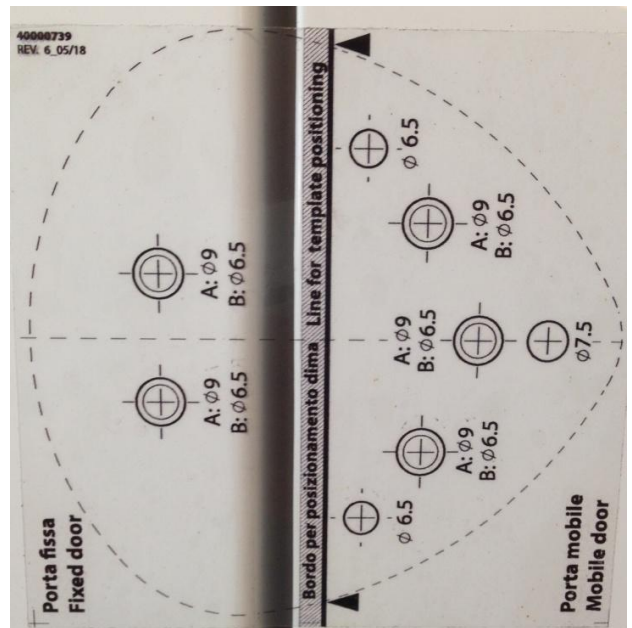 40000739
REV. 6_05/18
Bordo per posizionamento dima Line for template positioning
Ø 6.5
A: Ø9
B: Ø6.5
A: Ø9
B: Ø6.5
A: Ø9
B: Ø6.5
Ø7.5
A: Ø9
B: Ø6.5
A: Ø9
B: Ø6.5
Ø 6.5
Porta fissa
Fixed door
Porta mobile
Mobile door